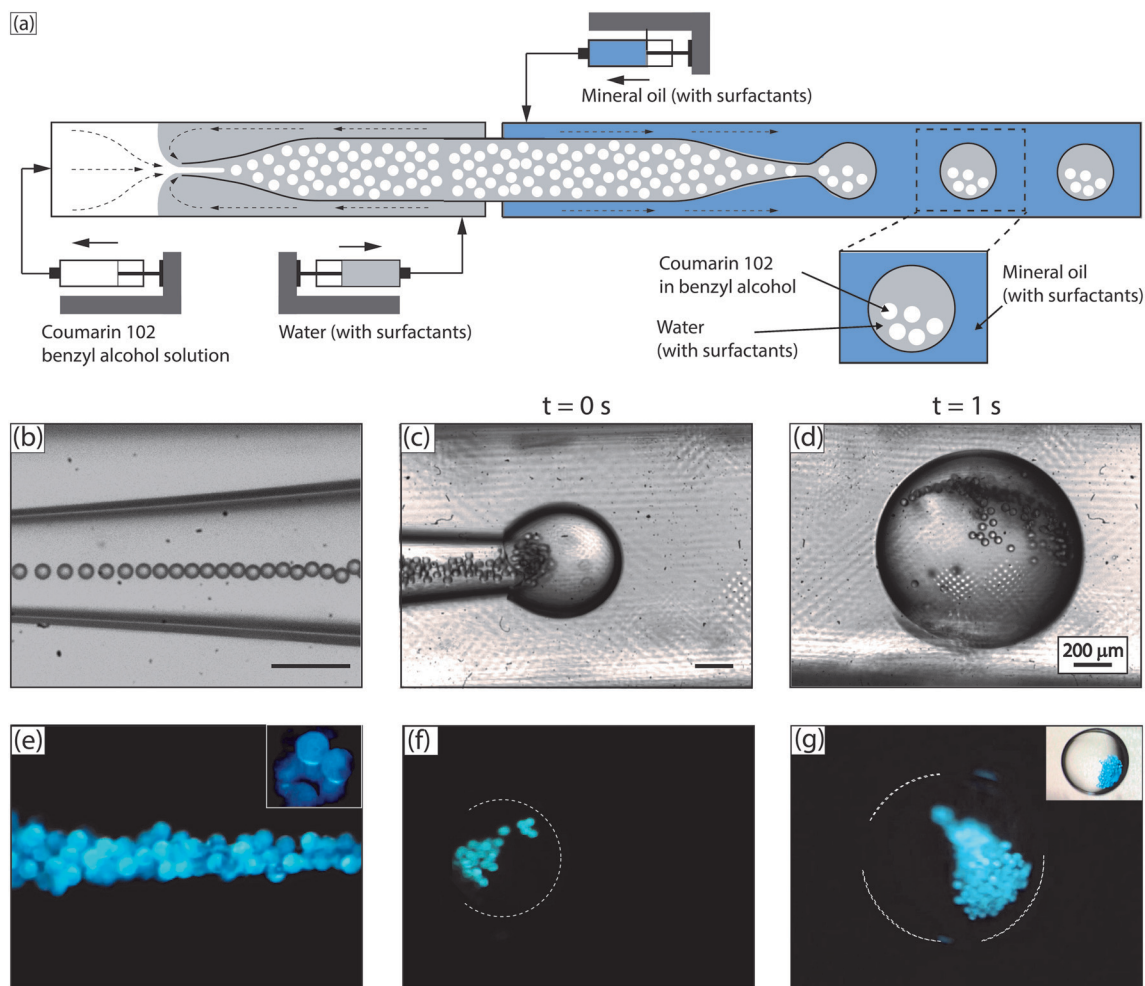 (a)
Mineral oil (with surfactants)
Coumarin 102
benzyl alcohol solution
Water (with surfactants)
Coumarin 102
in benzyl alcohol
Water
(with surfactants)
Mineral oil
(with surfactants)
t = 0 s
t = 1 s
(b)
(c)
(d)
200 μm
(e)
(f)
(g)